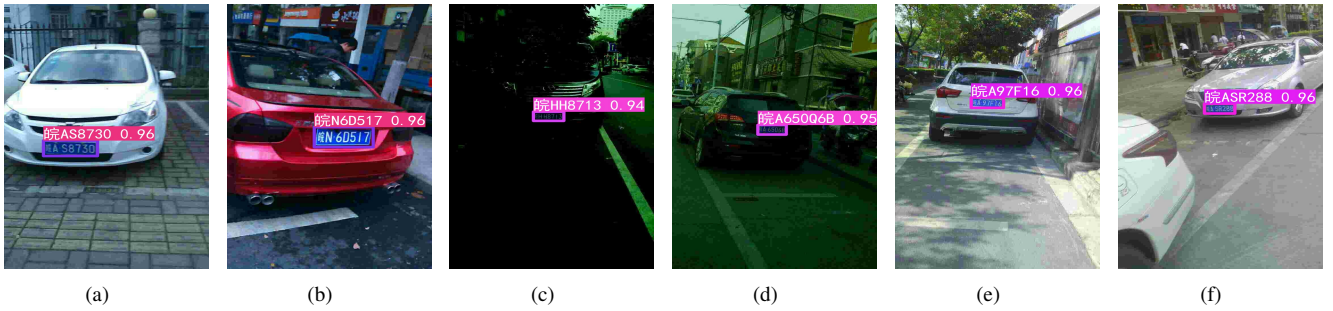 皖AS8730 0.96
皖A S8730
皖N6D517 0.96
皖N·6D517
皖HH8713 0.94
皖A650Q6B 0.95
皖A97F16 0.96
皖A·97F16
皖ASR288 0.96
(a)
(b)
(c)
(d)
(e)
(f)